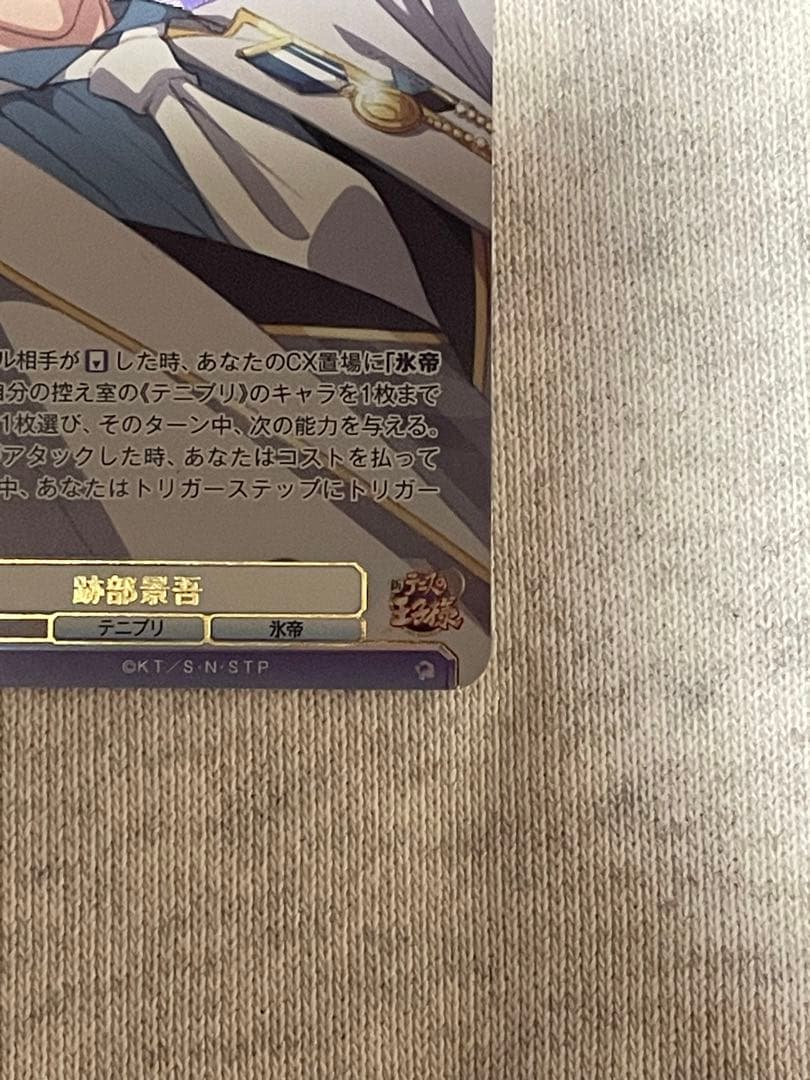 ル相手が した時、あなたのCX置場に「氷帝
自分の控え室の《テニプリ》のキャラを1枚まで
1枚選び、そのターン中、次の能力を与える。
アタックした時、あなたはコストを払って
中、あなたはトリガーステップにトリガー
跡部景吾
新テニスの
王子様
テニプリ 氷帝
©KT／S・N・STP